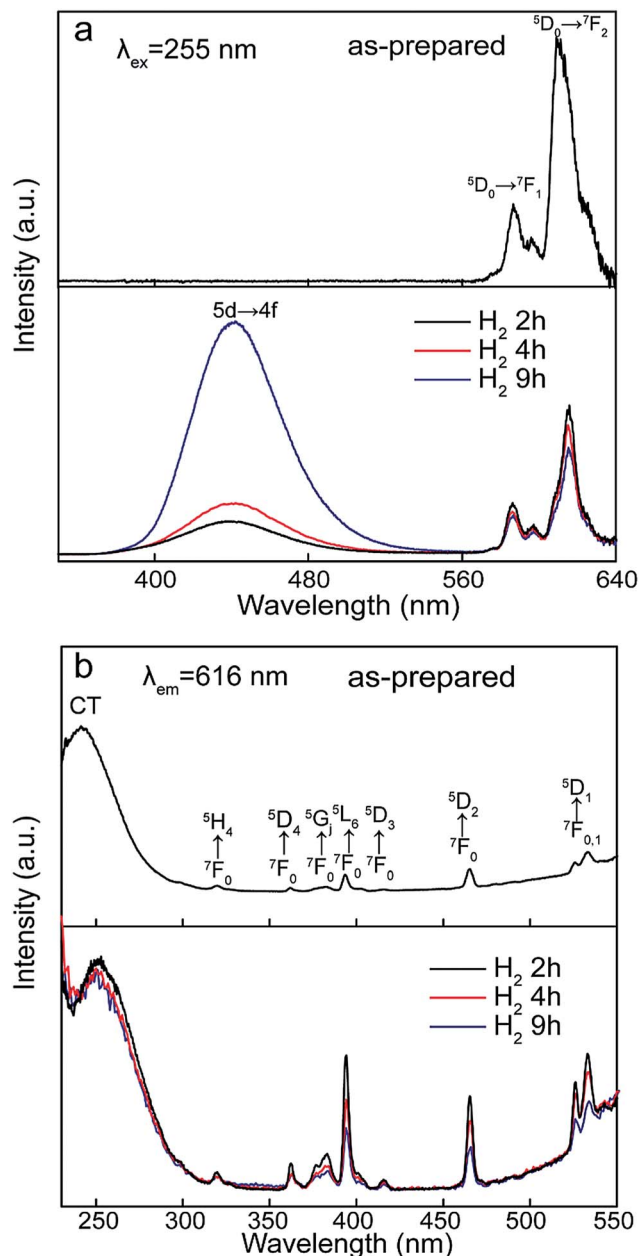 a
λex=255 nm
as-prepared
⁵D₀→⁷F₂
⁵D₀→⁷F₁
Intensity (a.u.)
5d→4f
H₂ 2h
H₂ 4h
H₂ 9h
400 480 560 640
Wavelength (nm)
b
λem=616 nm
as-prepared
CT
⁵H₄ ⁵D₄ ⁵Gⱼ ⁵L₆ ⁵D₃ ⁵D₂ ⁵D₁
↑ ↑ ↑ ↑ ↑ ↑ ↑
⁷F₀ ⁷F₀ ⁷F₀ ⁷F₀ ⁷F₀ ⁷F₀ ⁷F₀,₁
Intensity (a.u.)
H₂ 2h
H₂ 4h
H₂ 9h
250 300 350 400 450 500 550
Wavelength (nm)